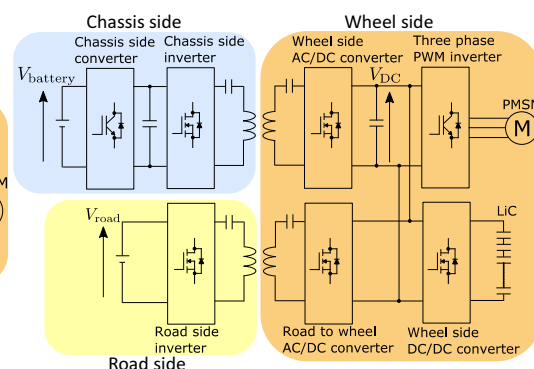 Chassis side
Wheel side
Chassis side
converter
Chassis side
inverter
Wheel side
AC/DC converter
Three phase
PWM inverter
V_battery
V_DC
PMSM
M
M
V_road
LiC
Road side
inverter
Road to wheel
AC/DC converter
Wheel side
DC/DC converter
Road side